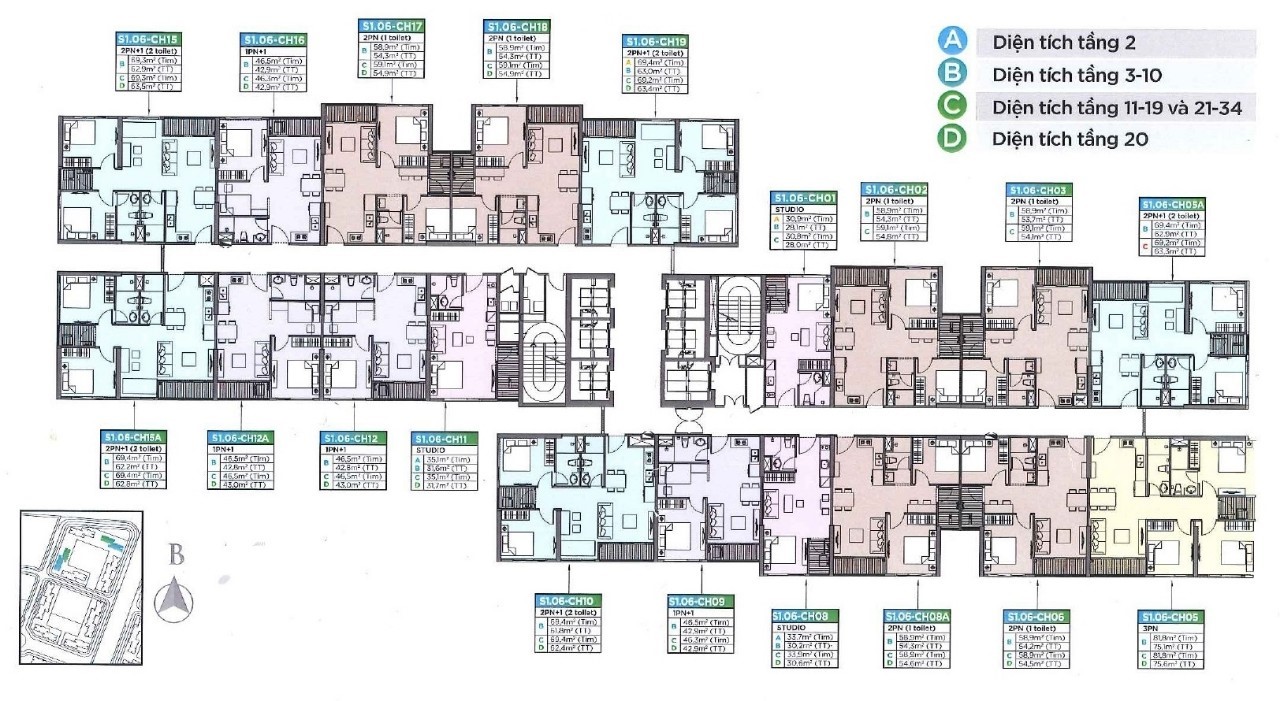 S1.06-CH15
2PN+1 (2 toilet)
B 69,3m² (Tim)
62,9m² (TT)
C 69,3m² (Tim)
D 63,5m² (TT)
S1.06-CH16
1PN+1
B 46,5m² (Tim)
42,9m² (TT)
C 46,3m² (Tim)
D 42,9m² (TT)
S1.06-CH17
2PN (1 toilet)
B 58,9m² (Tim)
54,3m² (TT)
C 59,1m² (Tim)
D 54,9m² (TT)
S1.06-CH18
2PN (1 toilet)
B 58,9m² (Tim)
54,3m² (TT)
C 59,1m² (Tim)
D 54,9m² (TT)
S1.06-CH19
2PN+1 (2 toilet)
A 69,4m² (Tim)
B 63,0m² (TT)
C 69,2m² (Tim)
D 63,4m² (TT)
A Diện tích tầng 2
B Diện tích tầng 3-10
C Diện tích tầng 11-19 và 21-34
D Diện tích tầng 20
S1.06-CH01
STUDIO
A 30,9m² (Tim)
B 29,1m² (TT)
C 30,8m² (Tim)
D 28,0m² (TT)
S1.06-CH02
2PN (1 toilet)
B 58,9m² (Tim)
54,3m² (TT)
C 59,1m² (Tim)
54,8m² (TT)
S1.06-CH03
2PN (1 toilet)
B 58,9m² (Tim)
53,7m² (TT)
C 59,1m² (Tim)
54,1m² (TT)
S1.06-CH05A
2PN+1 (2 toilet)
B 69,4m² (Tim)
62,9m² (TT)
C 69,2m² (Tim)
63,3m² (TT)
S1.06-CH15A
2PN+1 (2 toilet)
B 69,4m² (Tim)
62,2m² (TT)
C 69,4m² (Tim)
D 62,8m² (TT)
S1.06-CH12A
1PN+1
B 46,5m² (Tim)
42,8m² (TT)
C 46,5m² (Tim)
D 43,0m² (TT)
S1.06-CH12
1PN+1
B 46,5m² (Tim)
42,8m² (TT)
C 46,5m² (Tim)
D 43,0m² (TT)
S1.06-CH11
STUDIO
A 35,1m² (Tim)
B 31,6m² (TT)
C 35,1m² (Tim)
D 31,7m² (TT)
B
S1.06-CH10
2PN+1 (2 toilet)
B 69,4m² (Tim)
61,8m² (TT)
C 69,4m² (Tim)
D 62,4m² (TT)
S1.06-CH09
1PN+1
B 46,5m² (Tim)
42,9m² (TT)
C 46,3m² (Tim)
D 42,9m² (TT)
S1.06-CH08
STUDIO
A 33,7m² (Tim)
B 30,2m² (TT)
C 33,9m² (Tim)
D 30,6m² (TT)
S1.06-CH08A
2PN (1 toilet)
B 58,9m² (Tim)
54,3m² (TT)
C 58,9m² (Tim)
D 54,6m² (TT)
S1.06-CH06
2PN (1 toilet)
B 58,9m² (Tim)
54,2m² (TT)
C 58,9m² (Tim)
D 54,5m² (TT)
S1.06-CH05
3PN
B 81,8m² (Tim)
75,1m² (TT)
C 81,8m² (Tim)
D 75,6m² (TT)